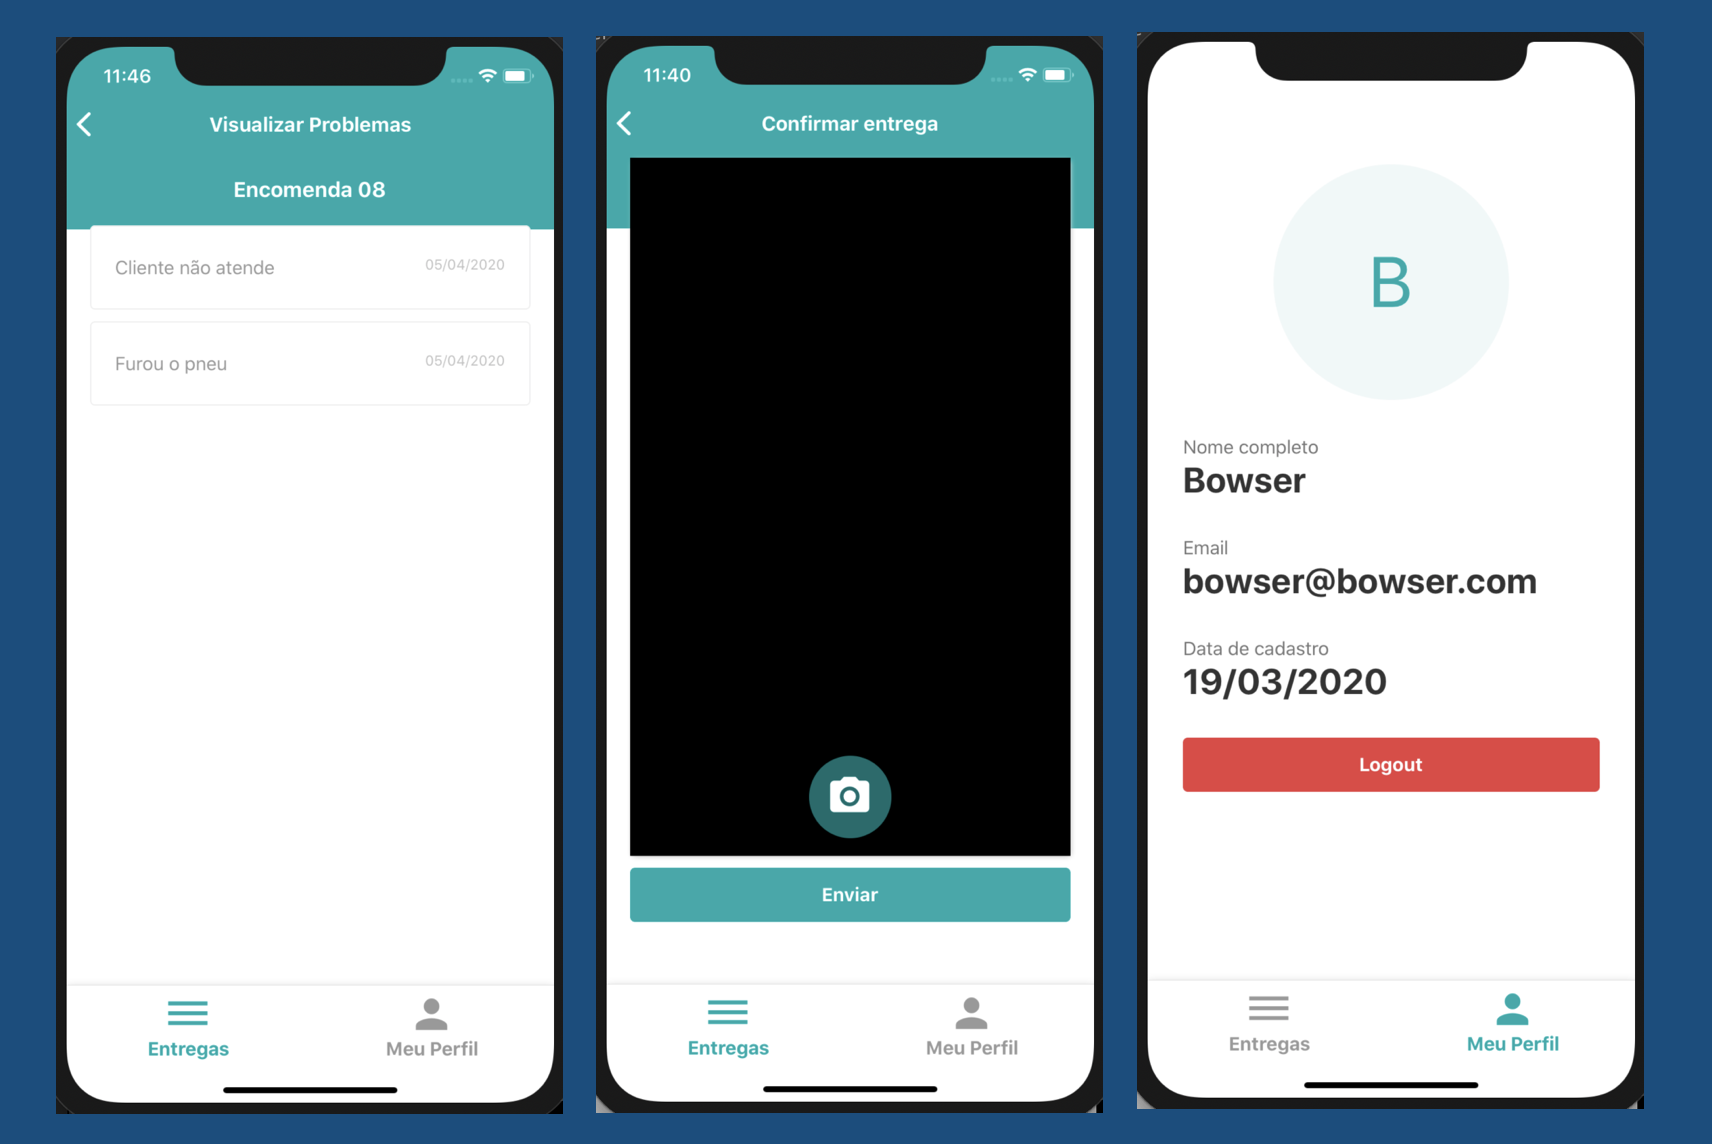 11:46
Visualizar Problemas
Encomenda 08
Cliente não atende
05/04/2020
Furou o pneu
05/04/2020
Entregas
Meu Perfil
11:40
Confirmar entrega
Enviar
Entregas
Meu Perfil
B
Nome completo
Bowser
Email
bowser@bowser.com
Data de cadastro
19/03/2020
Logout
Entregas
Meu Perfil